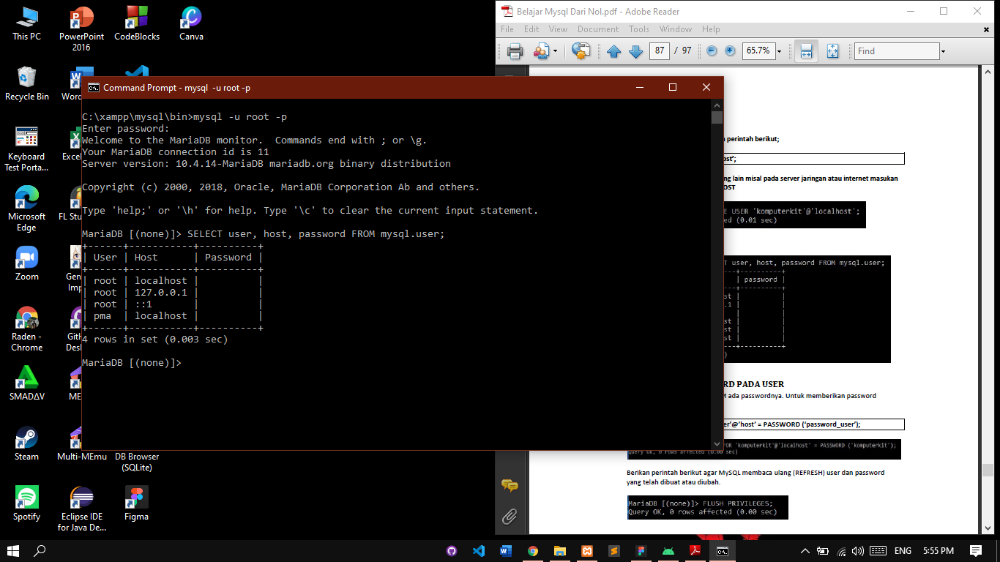 This PC
PowerPoint
2016
CodeBlocks
Canva
Recycle Bin
Word
Keyboard
Test Porta...
Excel
Microsoft
Edge
FL Stu
Zoom
Gen
Imp
Raden -
Chrome
Gith
Desk
SMADΔV
ME
Steam
Multi-MEmu
DB Browser
(SQLite)
Spotify
Eclipse IDE
for Java De...
Figma
Command Prompt - mysql  -u root -p
C:\xampp\mysql\bin>mysql -u root -p
Enter password:
Welcome to the MariaDB monitor.  Commands end with ; or \g.
Your MariaDB connection id is 11
Server version: 10.4.14-MariaDB mariadb.org binary distribution
Copyright (c) 2000, 2018, Oracle, MariaDB Corporation Ab and others.
Type 'help;' or '\h' for help. Type '\c' to clear the current input statement.
MariaDB [(none)]> SELECT user, host, password FROM mysql.user;
+------+-----------+----------+
| User | Host      | Password |
+------+-----------+----------+
| root | localhost |          |
| root | 127.0.0.1 |          |
| root | ::1       |          |
| pma  | localhost |          |
+------+-----------+----------+
4 rows in set (0.003 sec)
MariaDB [(none)]>
Belajar Mysql Dari Nol.pdf - Adobe Reader
File Edit View Document Tools Window Help
87 / 97 65.7% Find
perintah berikut;
ost’;
ng lain misal pada server jaringan atau internet masukan
OST
E USER 'komputerkit'@'localhost';
ed (0.01 sec)
T user, host, password FROM mysql.user;
+----------+
| password |
+----------+
st |          |
.1 |          |
|          |
st |          |
st |          |
st |          |
+----------+
)
RD PADA USER
M ada passwordnya. Untuk memberikan password
er’@’host’ = PASSWORD (‘password_user’);
FOR 'komputerkit'@'localhost' = PASSWORD ('komputerkit');
Query OK, 0 rows affected (0.00 sec)
Berikan perintah berikut agar MySQL membaca ulang (REFRESH) user dan password
yang telah dibuat atau diubah.
MariaDB [(none)]> FLUSH PRIVILEGES;
Query OK, 0 rows affected (0.00 sec)
ENG 5:55 PM